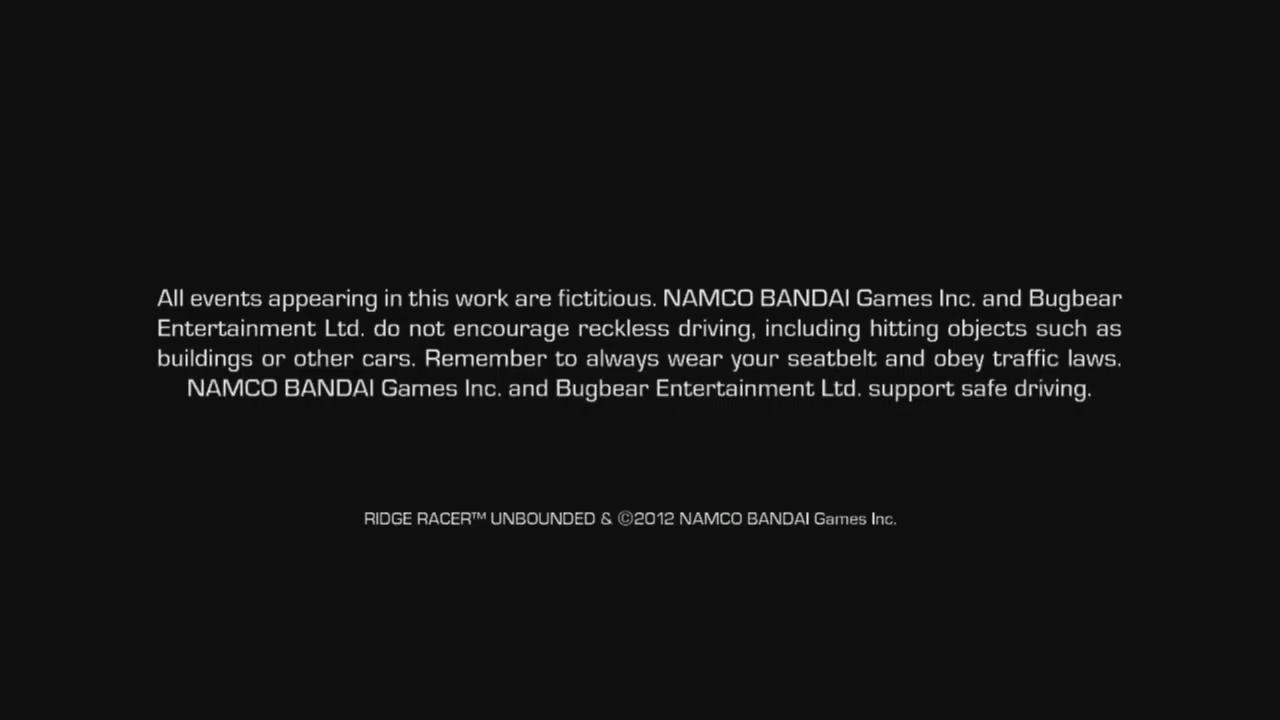 All events appearing in this work are fictitious. NAMCO BANDAI Games Inc. and Bugbear
Entertainment Ltd. do not encourage reckless driving, including hitting objects such as
buildings or other cars. Remember to always wear your seatbelt and obey traffic laws.
NAMCO BANDAI Games Inc. and Bugbear Entertainment Ltd. support safe driving.
RIDGE RACER™ UNBOUNDED & ©2012 NAMCO BANDAI Games Inc.